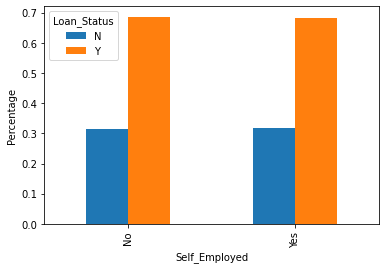 Loan_Status
N
Y
0.7
0.6
0.5
0.4
0.3
0.2
0.1
0.0
Percentage
No
Yes
Self_Employed